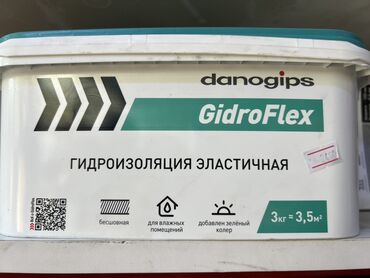 danogips
GidroFlex
ГИДРОИЗОЛЯЦИЯ ЭЛАСТИЧНАЯ
бесшовная
для влажных
помещений
добавлен зелёный
колер
3кг ≈ 3,5м²